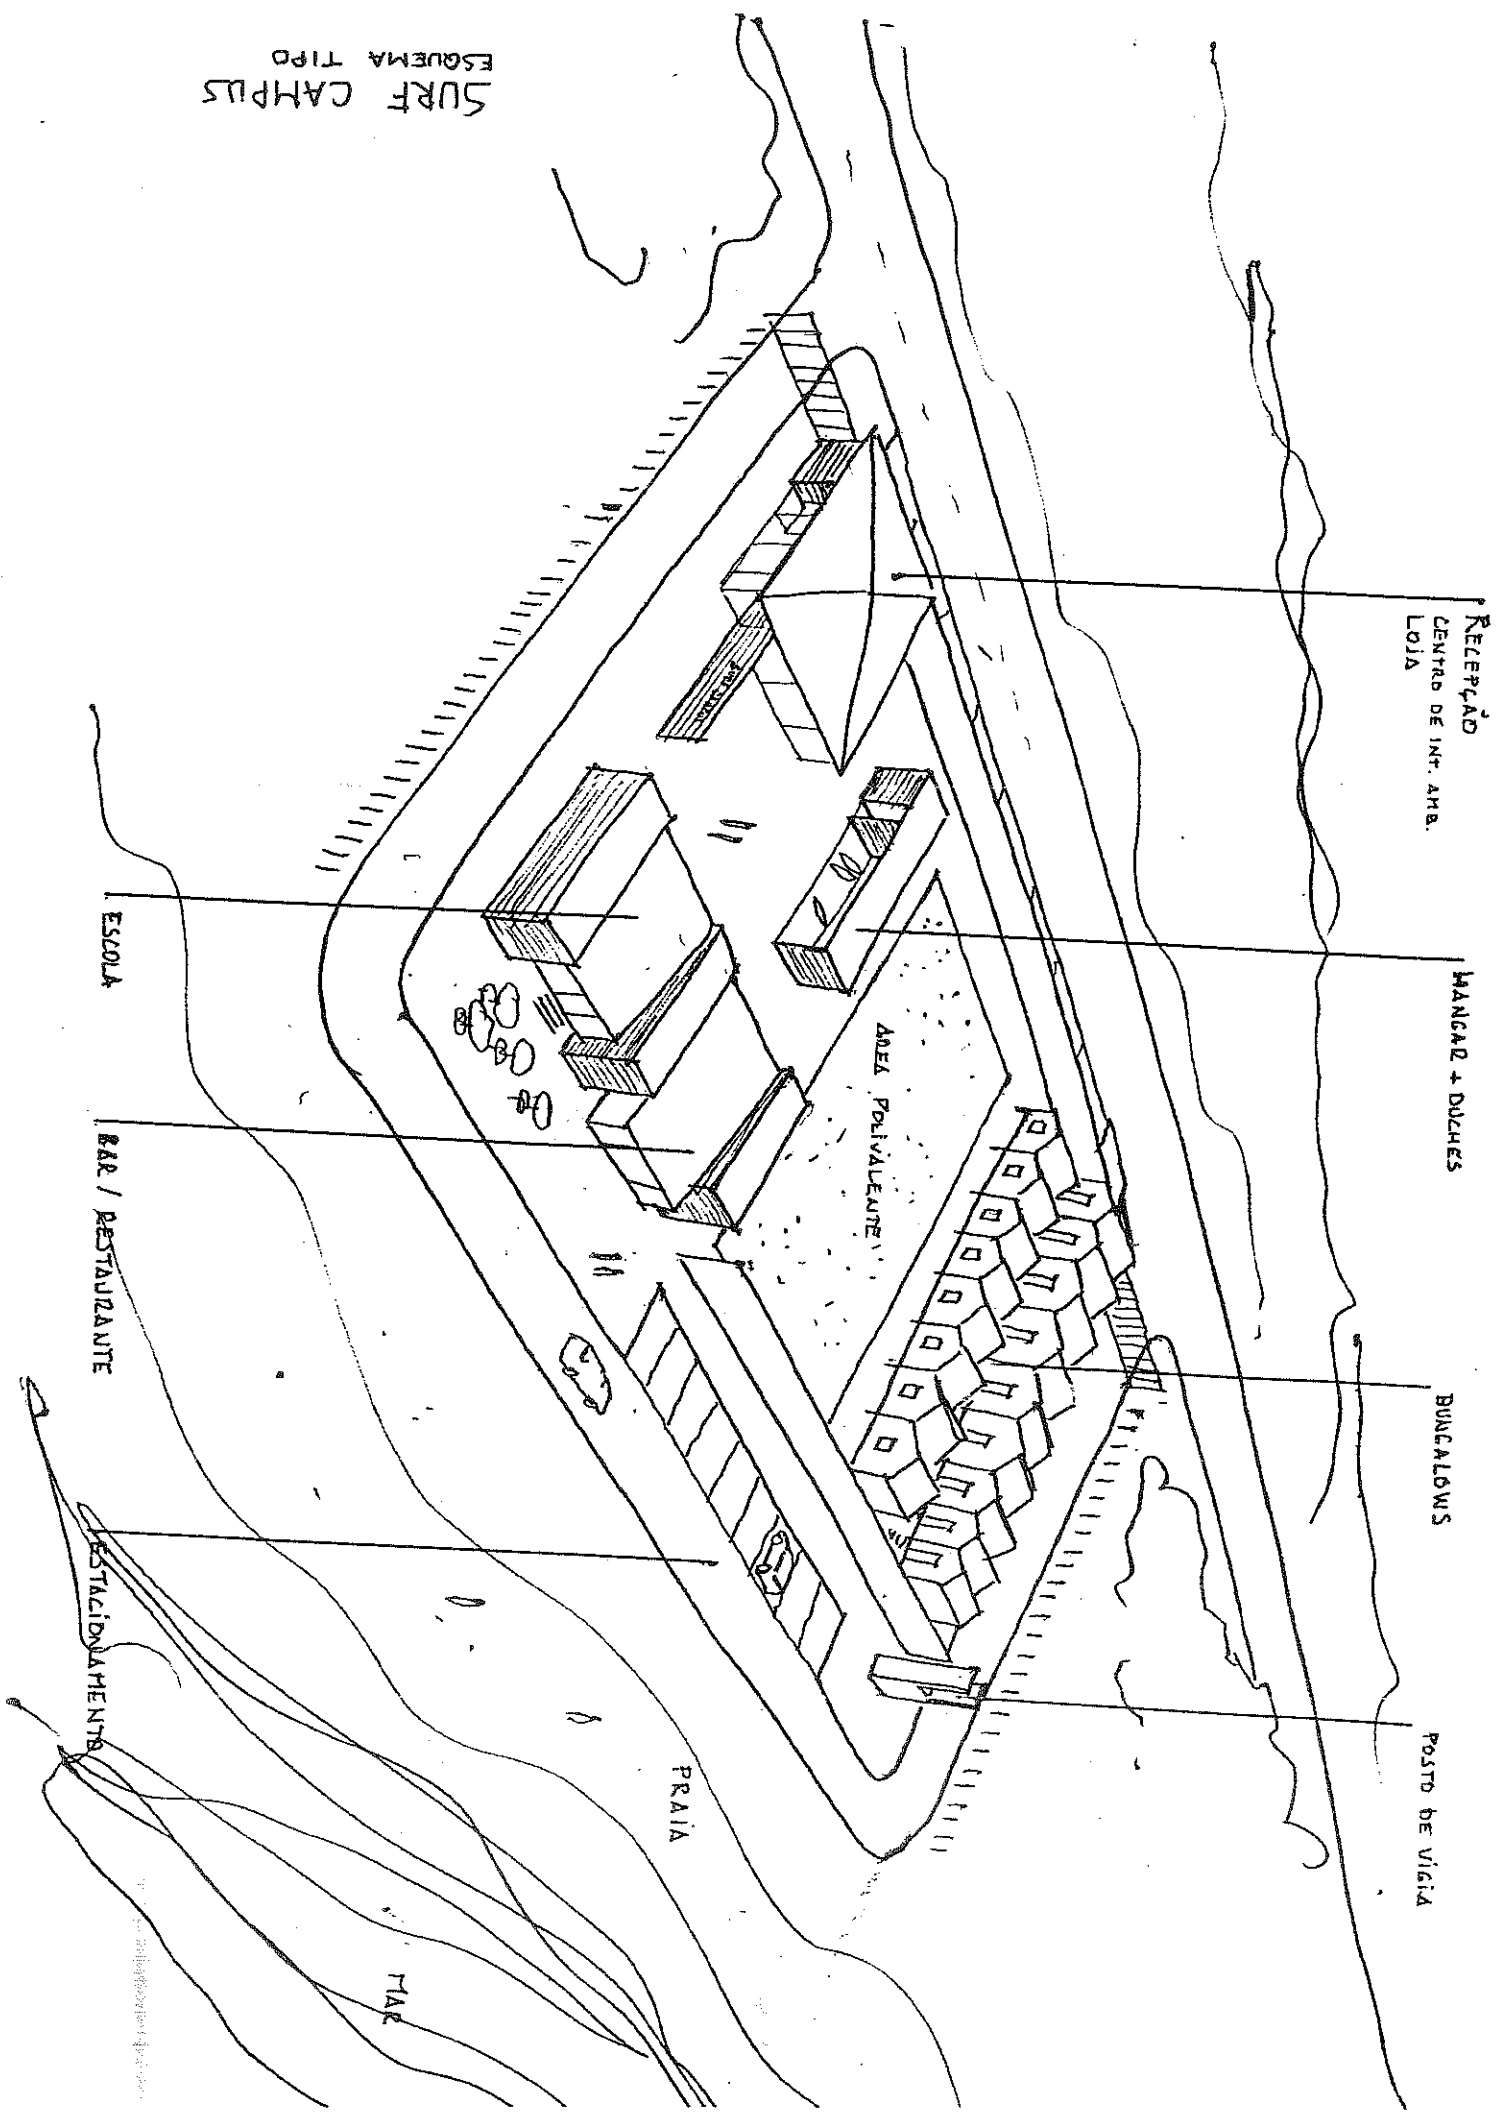 SURF CAMPUS
ESQUEMA TIPO
RECEPÇÃO
CENTRO DE INT. AMB.
LOJA
HANGAR + DUCHES
BUNGALOWS
POSTO DE VIGIA
ÁREA POLIVALENTE
ESCOLA
BAR / RESTAURANTE
ESTACIONAMENTO
PRAIA
MAR